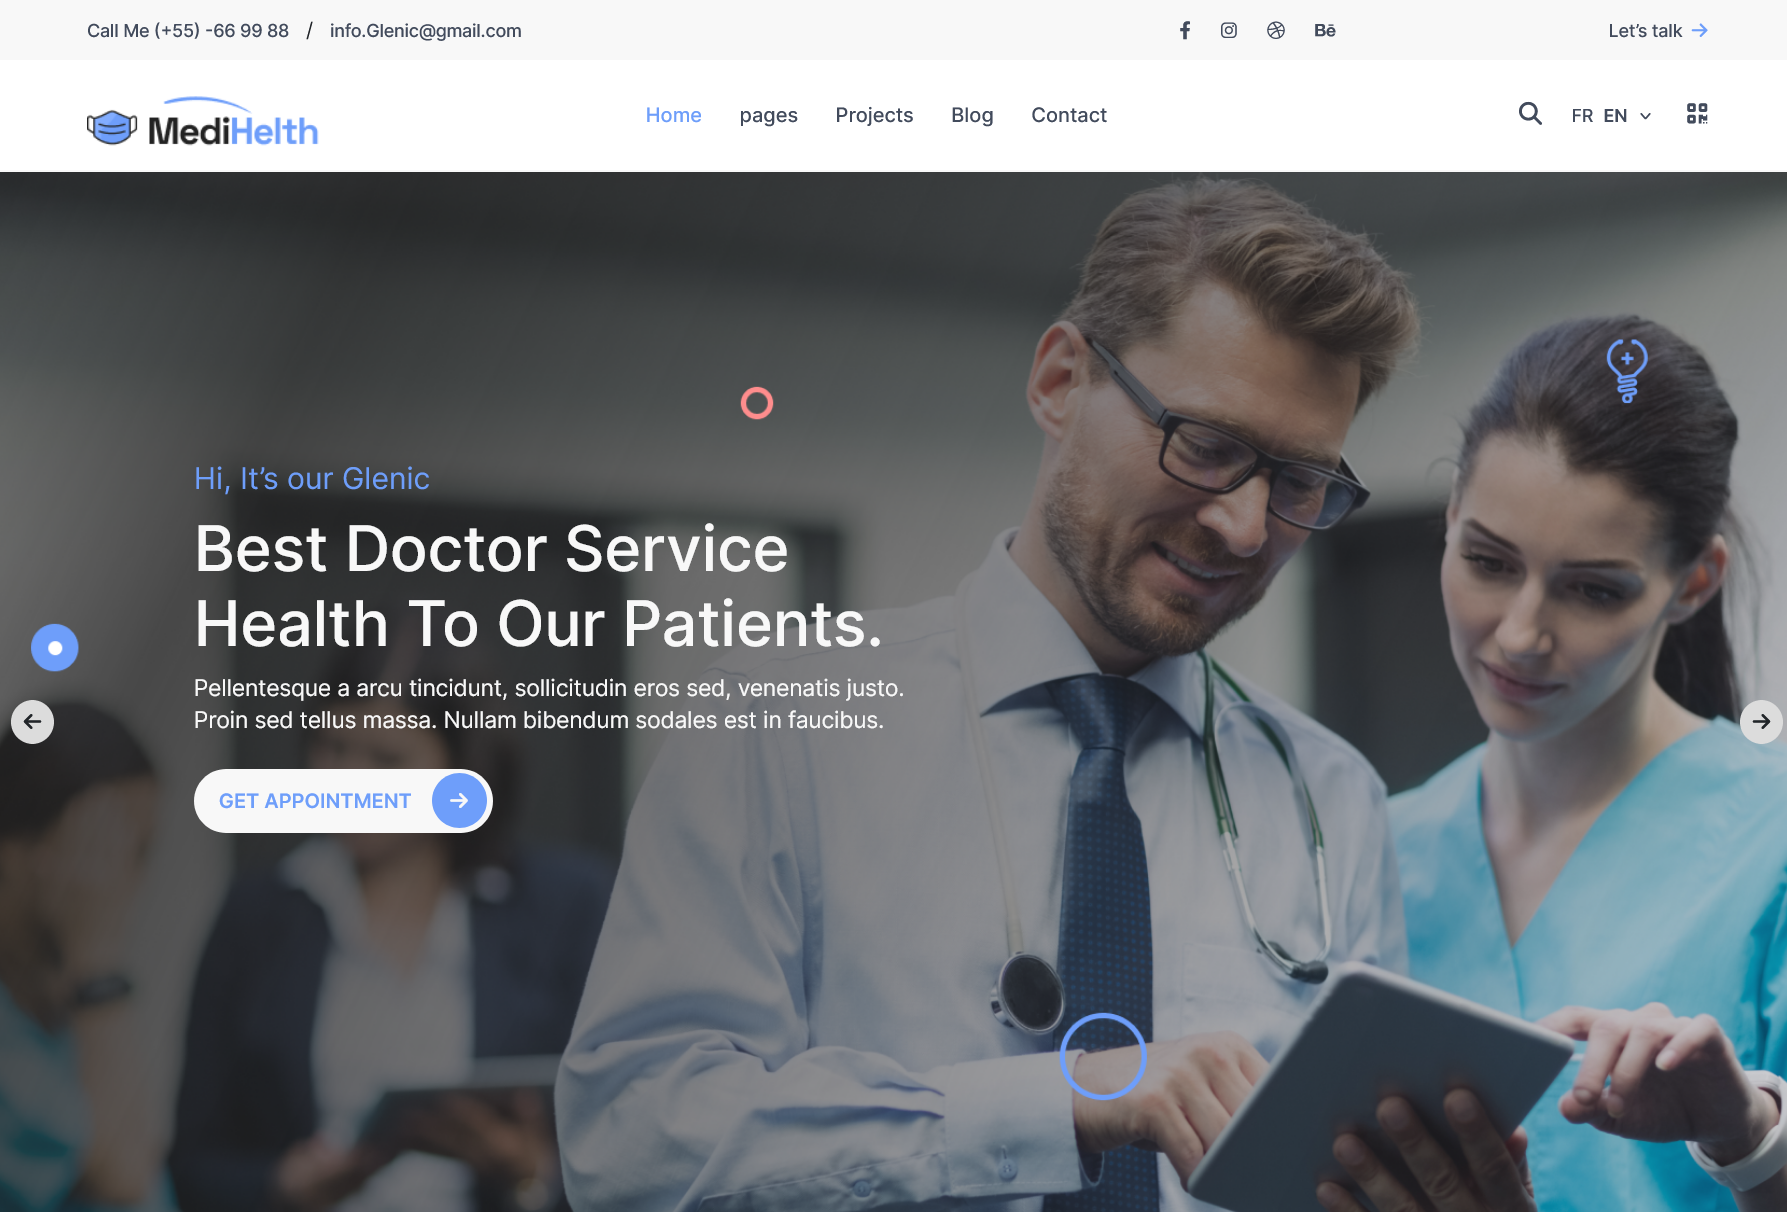 Call Me (+55) -66 99 88 / info.Glenic@gmail.com
Bē
Let's talk
MediHelth
Home pages Projects Blog Contact
FR EN
Hi, It's our Glenic
Best Doctor Service
Health To Our Patients.
Pellentesque a arcu tincidunt, sollicitudin eros sed, venenatis justo.
Proin sed tellus massa. Nullam bibendum sodales est in faucibus.
GET APPOINTMENT